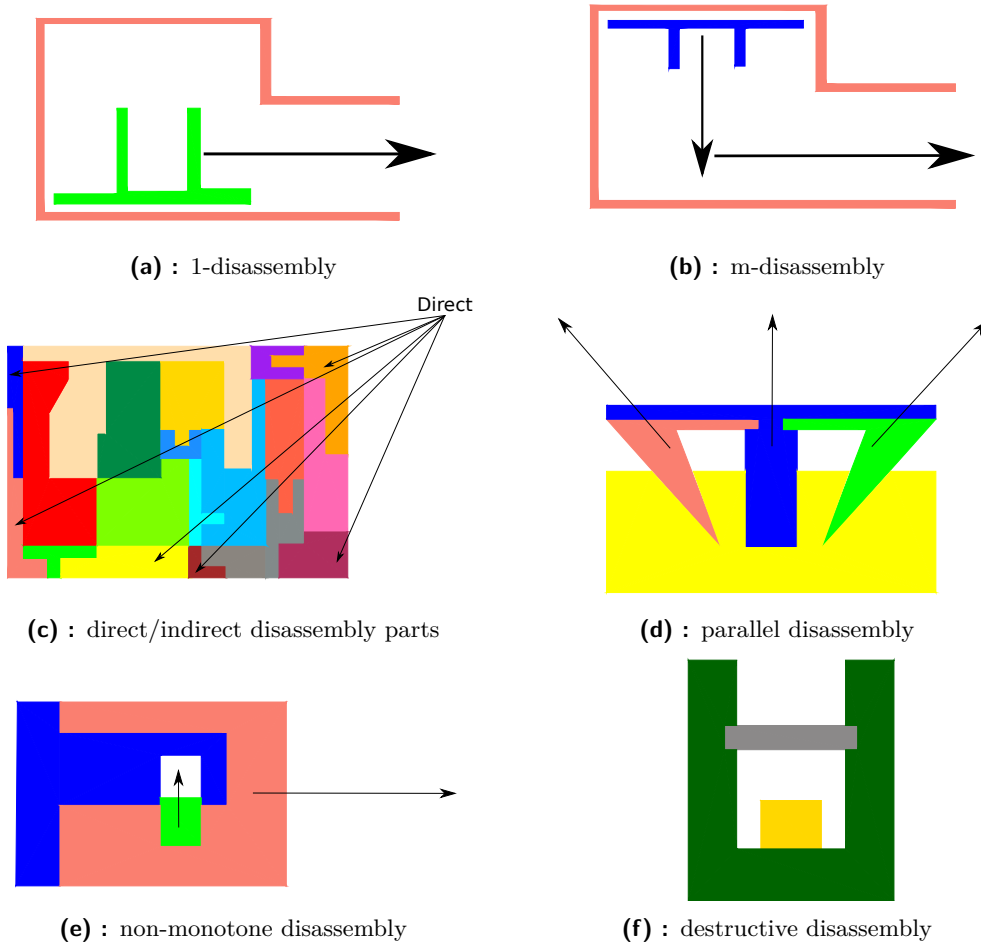 (a) : 1-disassembly
(b) : m-disassembly
Direct
(c) : direct/indirect disassembly parts
(d) : parallel disassembly
(e) : non-monotone disassembly
(f) : destructive disassembly